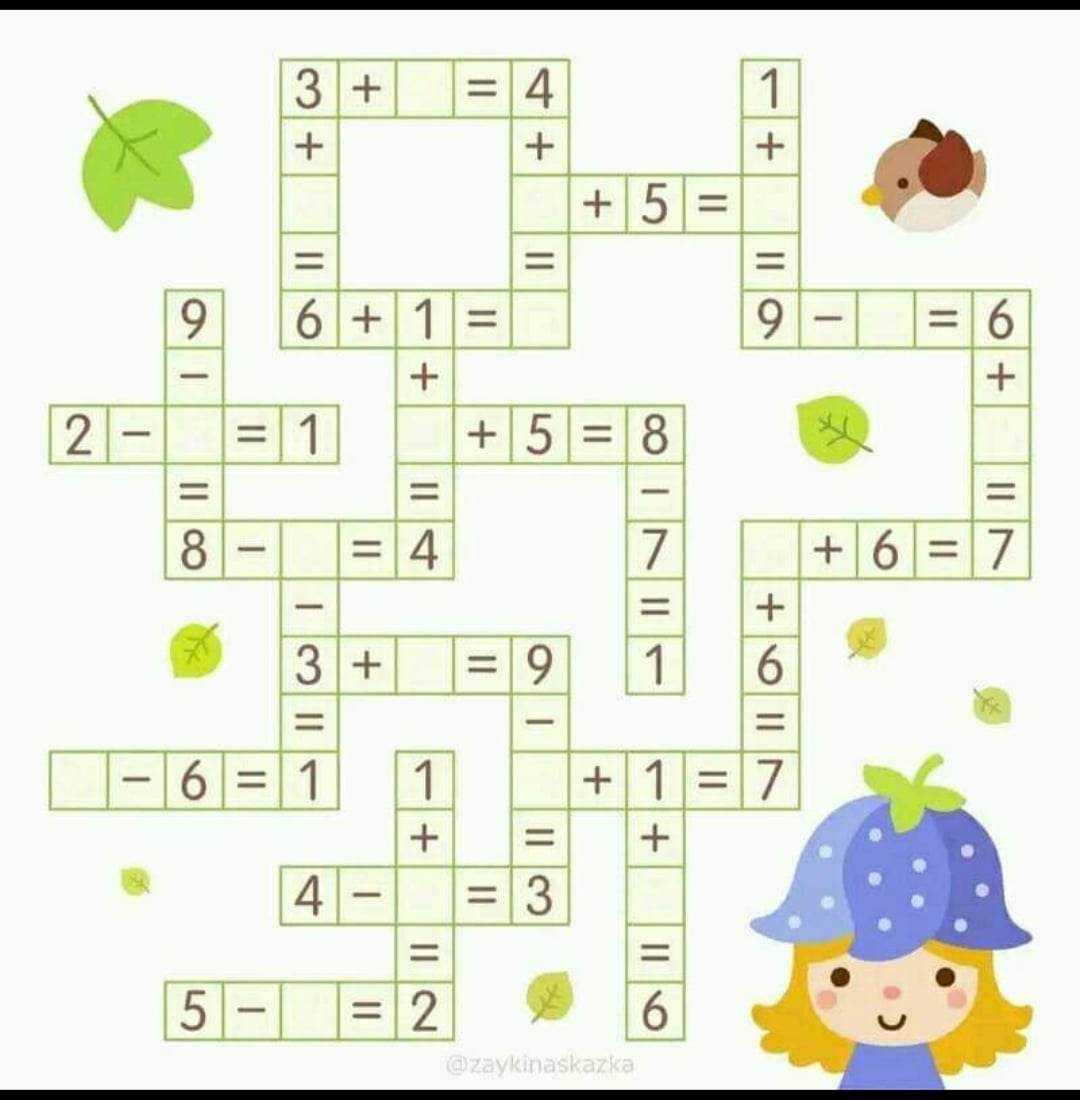 3 + = 4 1
+ + +
+ 5 =
= = =
9 6 + 1 = 9 - = 6
- + +
2 - = 1 + 5 = 8
= = - =
8 - = 4 7 + 6 = 7
- = +
3 + = 9 1 6
= - =
- 6 = 1 1 + 1 = 7
+ = +
4 - = 3
= =
5 - = 2 6
@zaykinaskazka